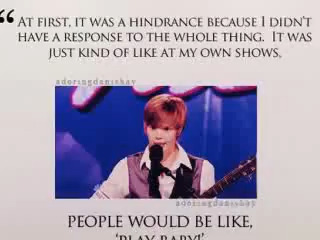 “AT FIRST, IT WAS A HINDRANCE BECAUSE I DIDN'T
HAVE A RESPONSE TO THE WHOLE THING. IT WAS
JUST KIND OF LIKE AT MY OWN SHOWS,
adoringdanishay
adoringdanishay
PEOPLE WOULD BE LIKE,
'PLAY BABY!'